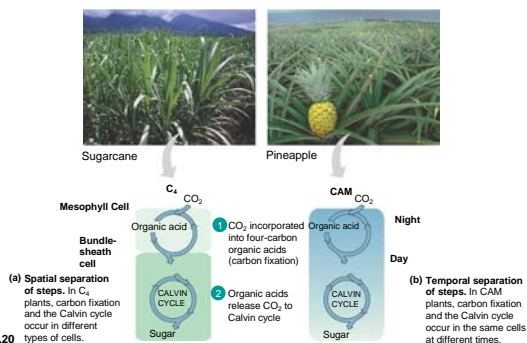 Sugarcane
Pineapple
C₄
CO₂
Mesophyll Cell
Organic acid
Bundle-
sheath
cell
CALVIN
CYCLE
Sugar
(a) Spatial separation
of steps. In C₄
plants, carbon fixation
and the Calvin cycle
occur in different
types of cells.
.20
1 CO₂ incorporated
into four-carbon
organic acids
(carbon fixation)
2 Organic acids
release CO₂ to
Calvin cycle
CAM
CO₂
Organic acid
Night
Day
CALVIN
CYCLE
Sugar
(b) Temporal separation
of steps. In CAM
plants, carbon fixation
and the Calvin cycle
occur in the same cells
at different times.